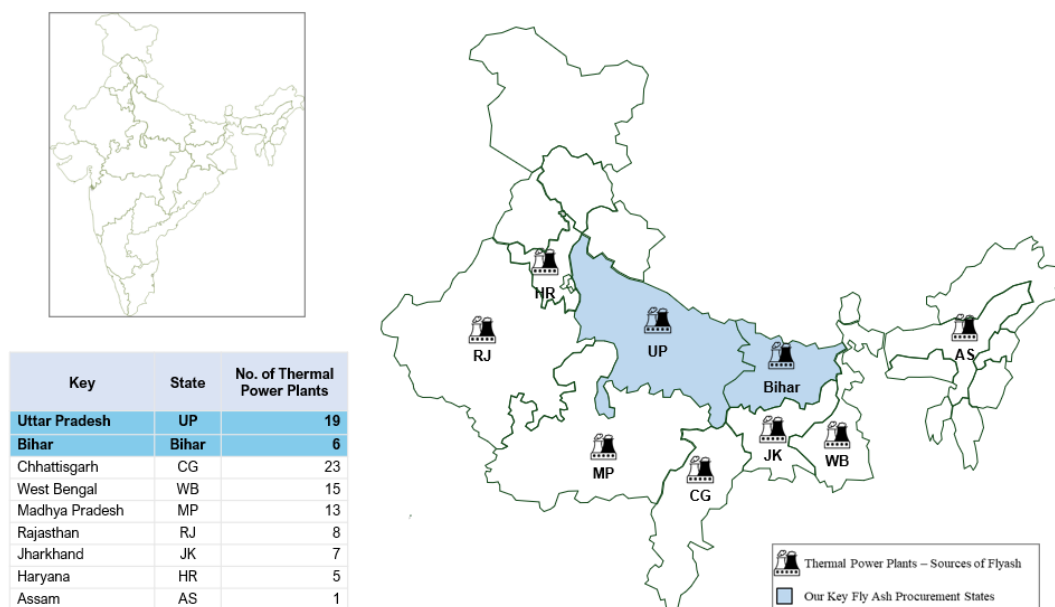 Key State No. of Thermal
Power Plants
Uttar Pradesh UP 19
Bihar Bihar 6
Chhattisgarh CG 23
West Bengal WB 15
Madhya Pradesh MP 13
Rajasthan RJ 8
Jharkhand JK 7
Haryana HR 5
Assam AS 1
HR
RJ
UP
AS
Bihar
JK
WB
MP
CG
Thermal Power Plants – Sources of Flyash
Our Key Fly Ash Procurement States